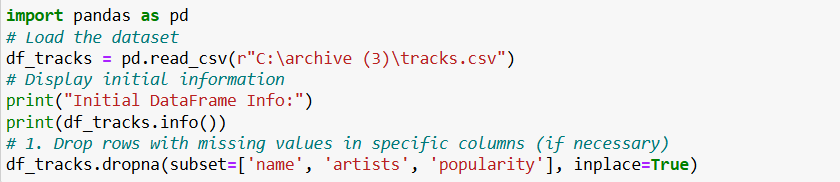 import pandas as pd
# Load the dataset
df_tracks = pd.read_csv(r"C:\archive (3)\tracks.csv")
# Display initial information
print("Initial DataFrame Info:")
print(df_tracks.info())
# 1. Drop rows with missing values in specific columns (if necessary)
df_tracks.dropna(subset=['name', 'artists', 'popularity'], inplace=True)